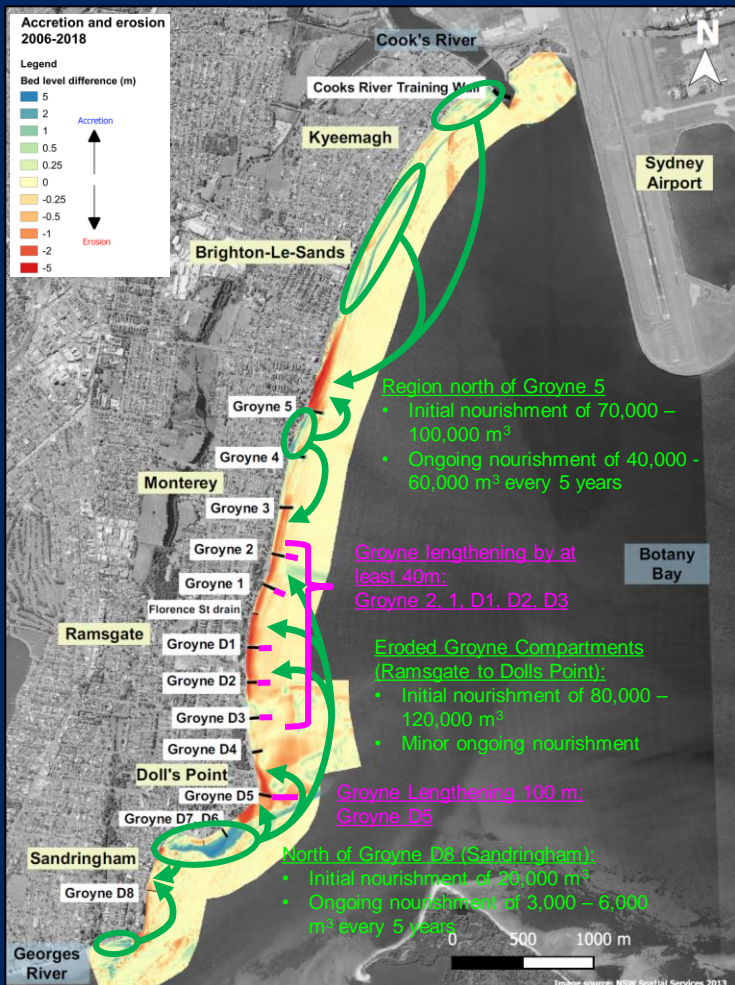 Accretion and erosion
2006-2018
Legend
Bed level difference (m)
5
2
1
0.5
0.25
0
-0.25
-0.5
-1
-2
-5
Accretion
Erosion
N
Cook's River
Cooks River Training Wall
Kyeemagh
Sydney
Airport
Brighton-Le-Sands
Region north of Groyne 5
• Initial nourishment of 70,000 –
100,000 m³
• Ongoing nourishment of 40,000 -
60,000 m³ every 5 years
Groyne 5
Groyne 4
Monterey
Groyne 3
Groyne 2
Groyne 1
Florence St drain
Groyne lengthening by at
least 40m:
Groyne 2, 1, D1, D2, D3
Botany
Bay
Ramsgate
Groyne D1
Groyne D2
Groyne D3
Groyne D4
Eroded Groyne Compartments
(Ramsgate to Dolls Point):
• Initial nourishment of 80,000 –
120,000 m³
• Minor ongoing nourishment
Doll's Point
Groyne D5
Groyne Lengthening 100 m:
Groyne D5
Groyne D7, D6
Sandringham
Groyne D8
North of Groyne D8 (Sandringham):
• Initial nourishment of 20,000 m³
• Ongoing nourishment of 3,000 – 6,000
m³ every 5 years
Georges
River
0 500 1000 m
Image source: NSW Spatial Services 2013